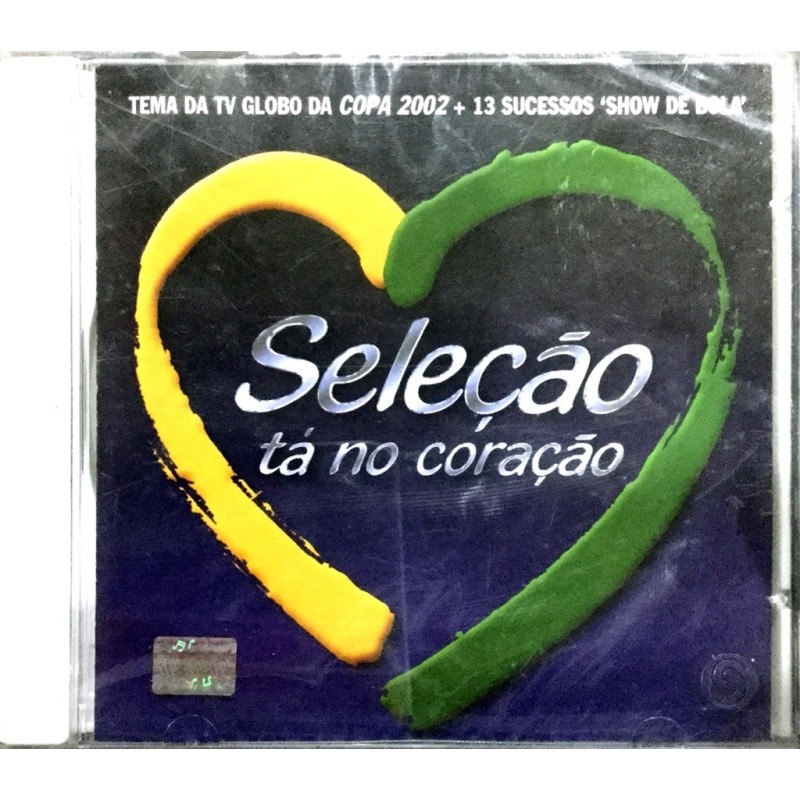 TEMA DA TV GLOBO DA COPA 2002 + 13 SUCESSOS 'SHOW DE BOLA'
Seleção
tá no coração